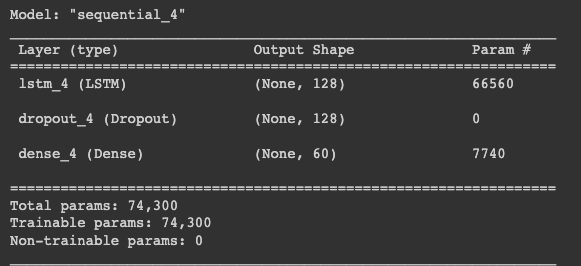 Model: "sequential_4"
Layer (type) Output Shape Param #
lstm_4 (LSTM) (None, 128) 66560
dropout_4 (Dropout) (None, 128) 0
dense_4 (Dense) (None, 60) 7740
Total params: 74,300
Trainable params: 74,300
Non-trainable params: 0